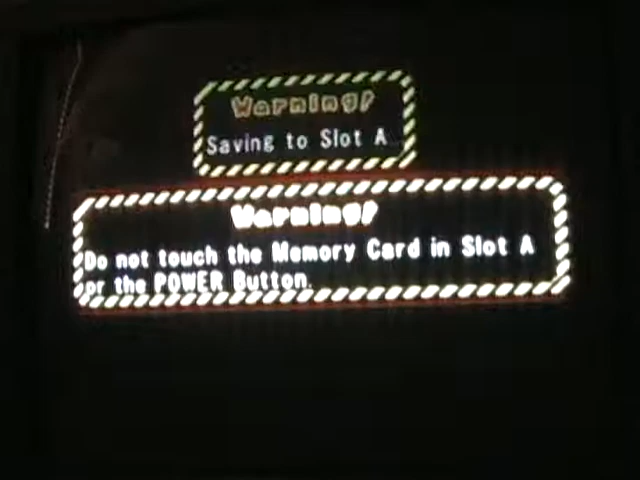 Warning!
Saving to Slot A
Warning!
Do not touch the Memory Card in Slot A
or the POWER Button.